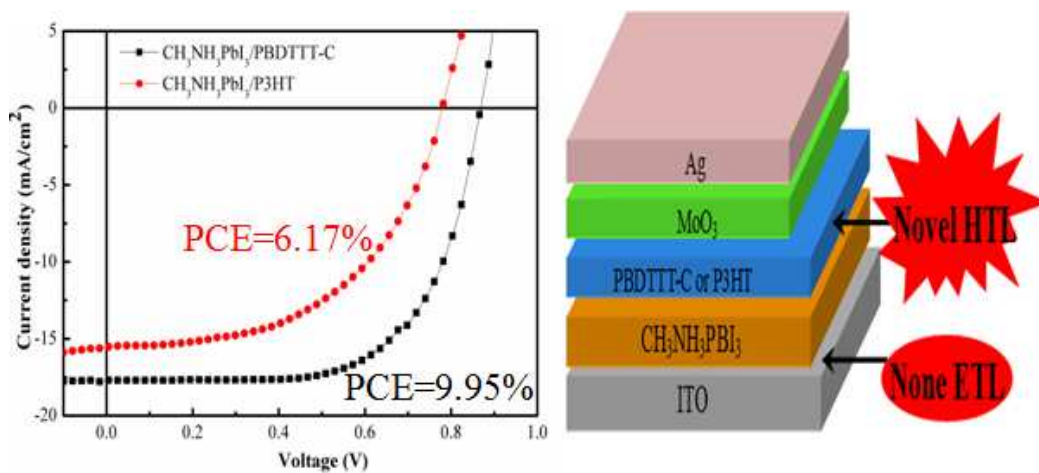 5
0
-5
-10
-15
-20
Current density (mA/cm²)
CH₃NH₃PbI₃/PBDTTT-C
CH₃NH₃PbI₃/P3HT
PCE=6.17%
PCE=9.95%
0.0 0.2 0.4 0.6 0.8 1.0
Voltage (V)
Ag
MoO₃
PBDTTT-C or P3HT
CH₃NH₃PBI₃
ITO
Novel HTL
None ETL